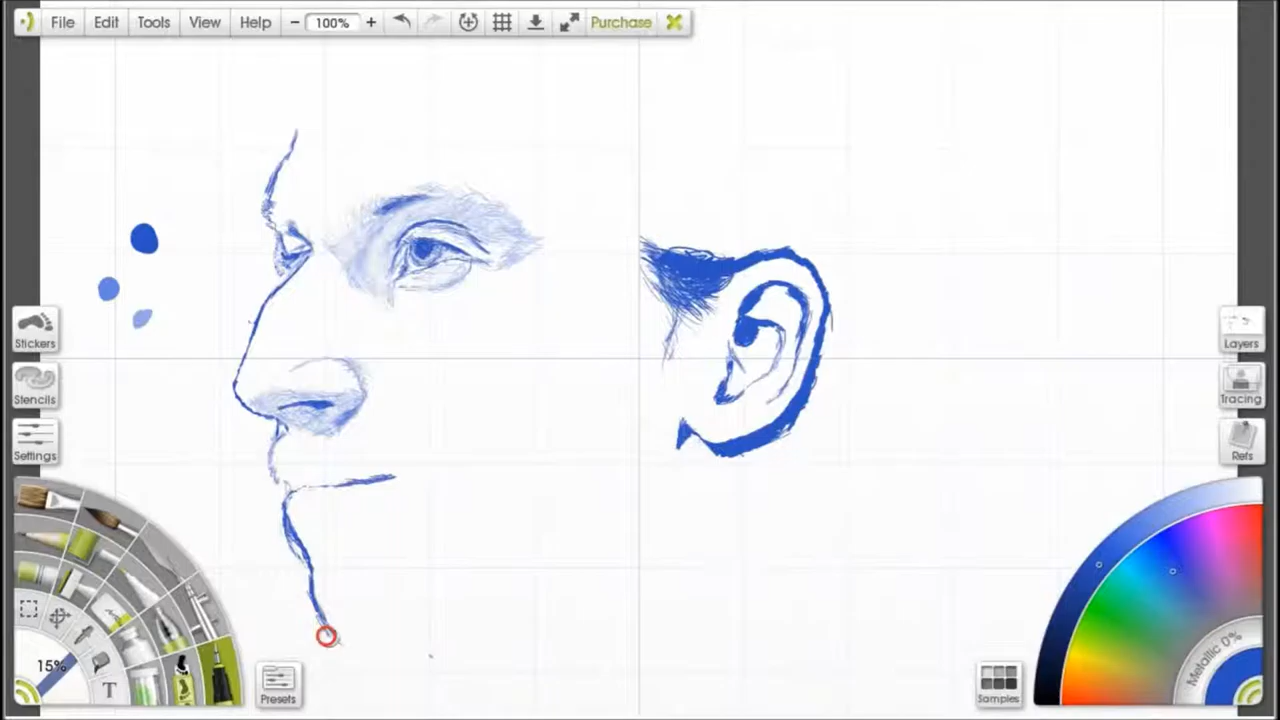 File Edit Tools View Help − 100% + Purchase
Stickers
Stencils
Settings
Layers
Tracing
Refs
15%
T
Presets
Samples
Metallic 0%